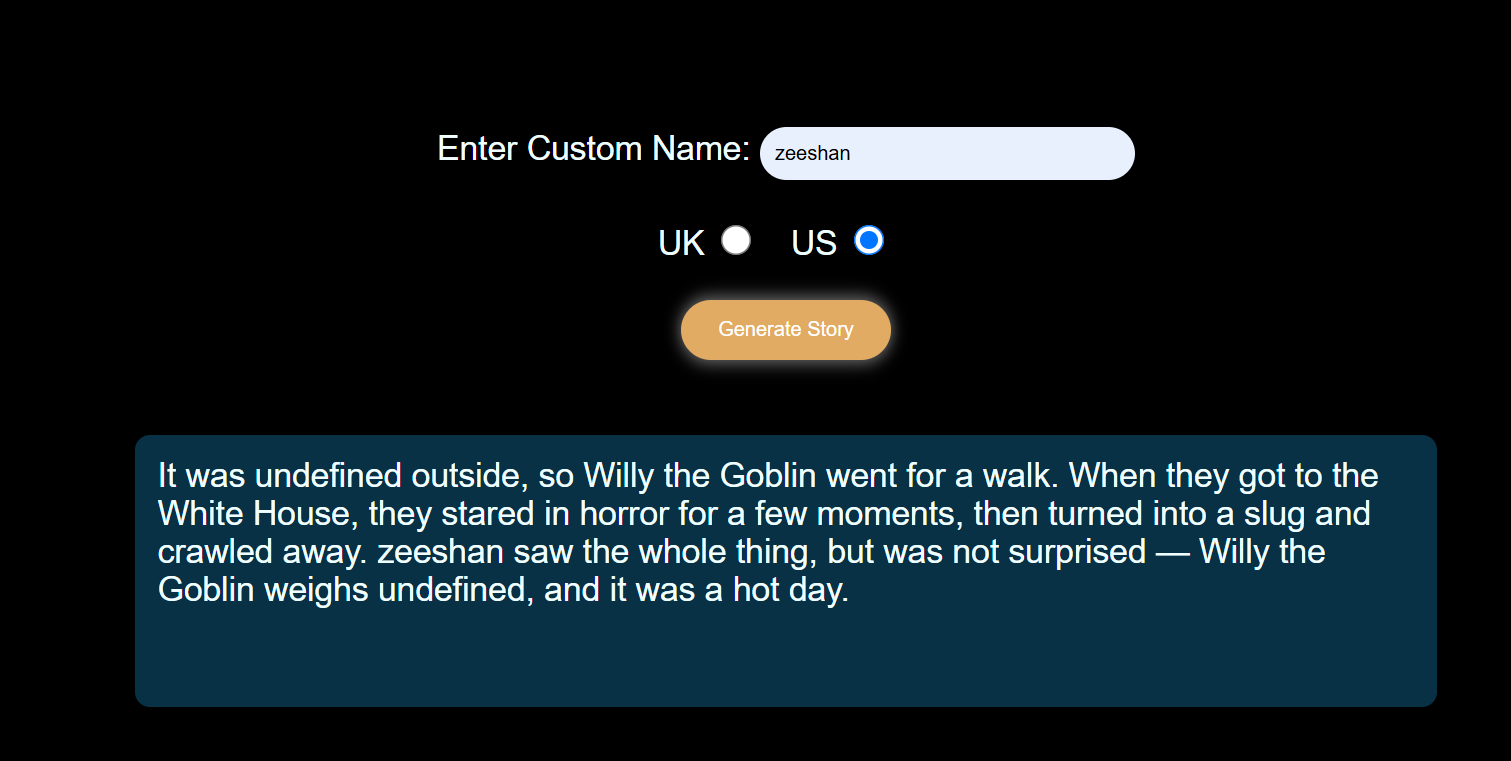 Enter Custom Name: zeeshan
UK US
Generate Story
It was undefined outside, so Willy the Goblin went for a walk. When they got to the
White House, they stared in horror for a few moments, then turned into a slug and
crawled away. zeeshan saw the whole thing, but was not surprised — Willy the
Goblin weighs undefined, and it was a hot day.